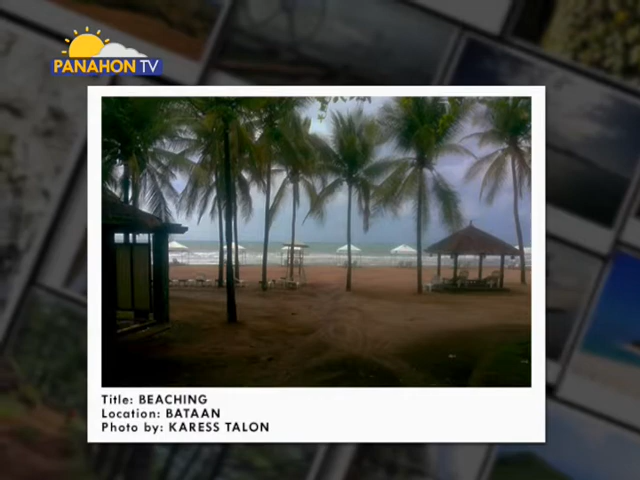 PANAHON TV
Title: BEACHING
Location: BATAAN
Photo by: KARESS TALON